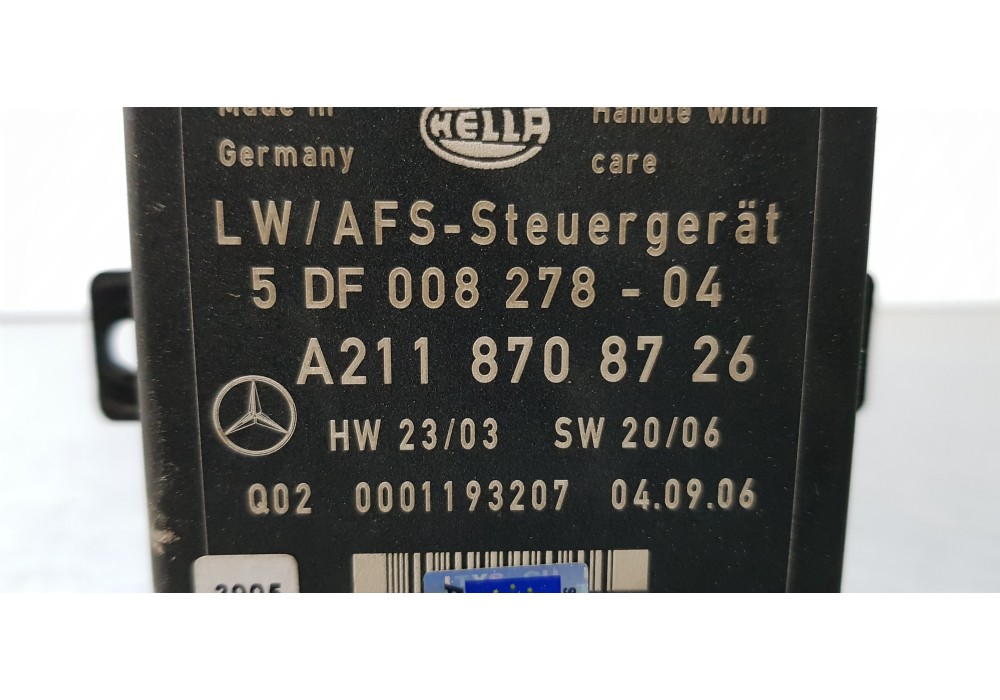 Made in
Germany
HELLA
Handle with
care
LW/AFS-Steuergerät
5 DF 008 278 - 04
A211 870 87 26
HW 23/03 SW 20/06
Q02 0001193207 04.09.06